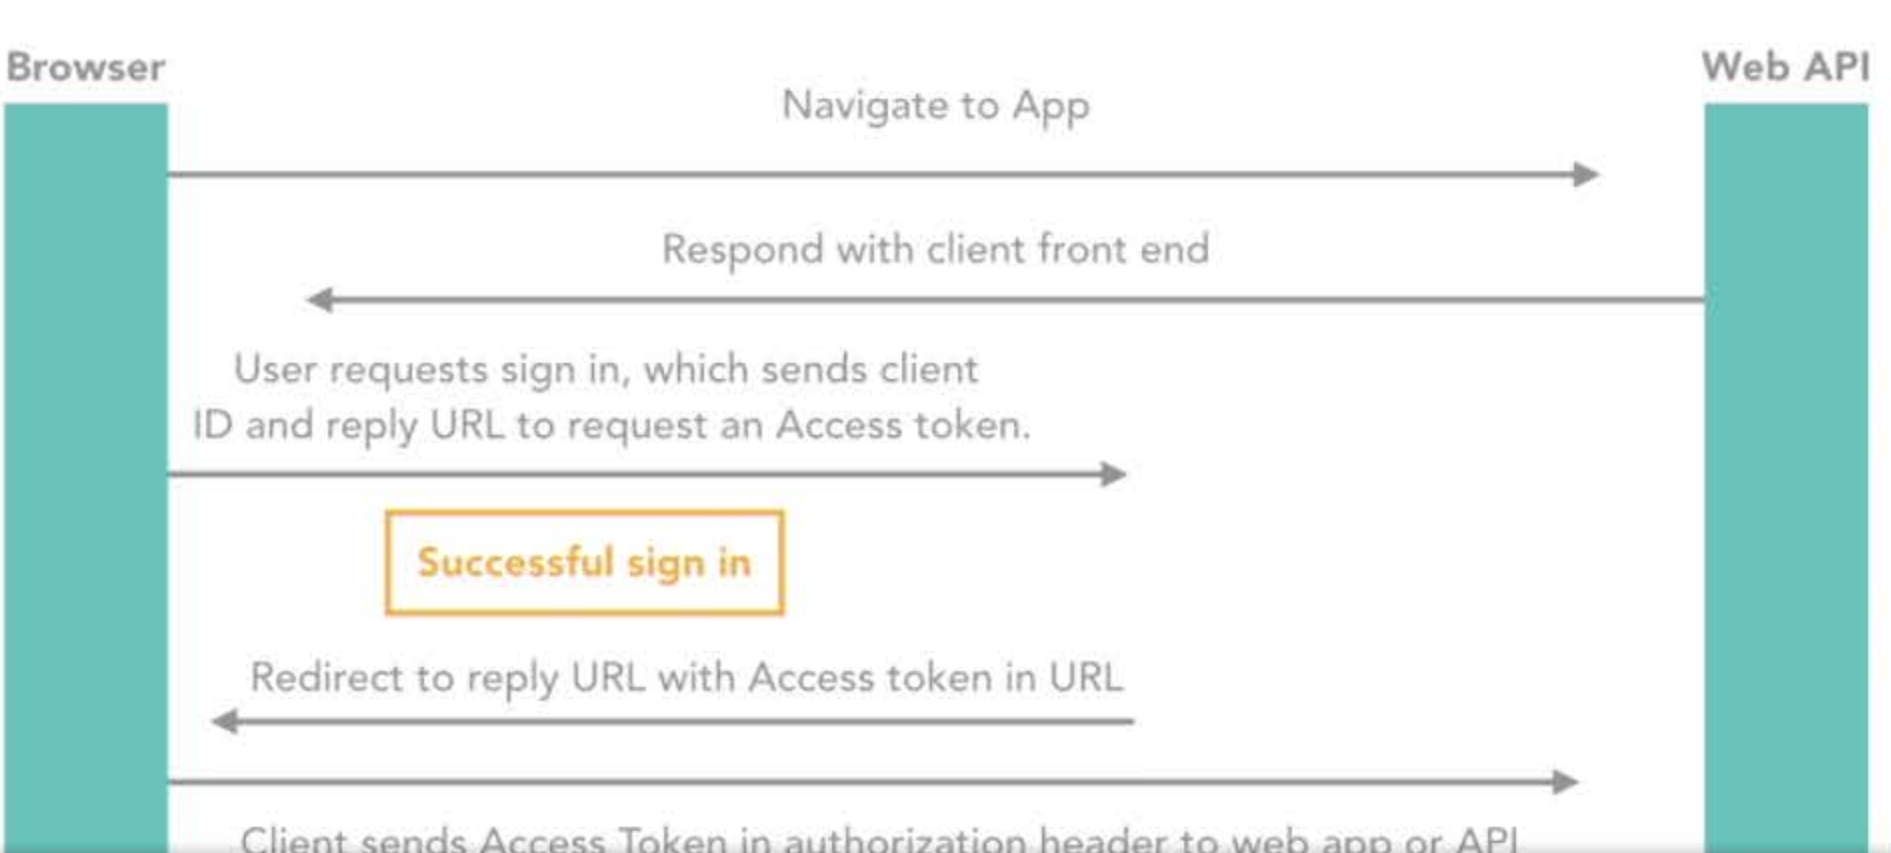 Browser
Web API
Navigate to App
Respond with client front end
User requests sign in, which sends client
ID and reply URL to request an Access token.
Successful sign in
Redirect to reply URL with Access token in URL
Client sends Access Token in authorization header to web app or API